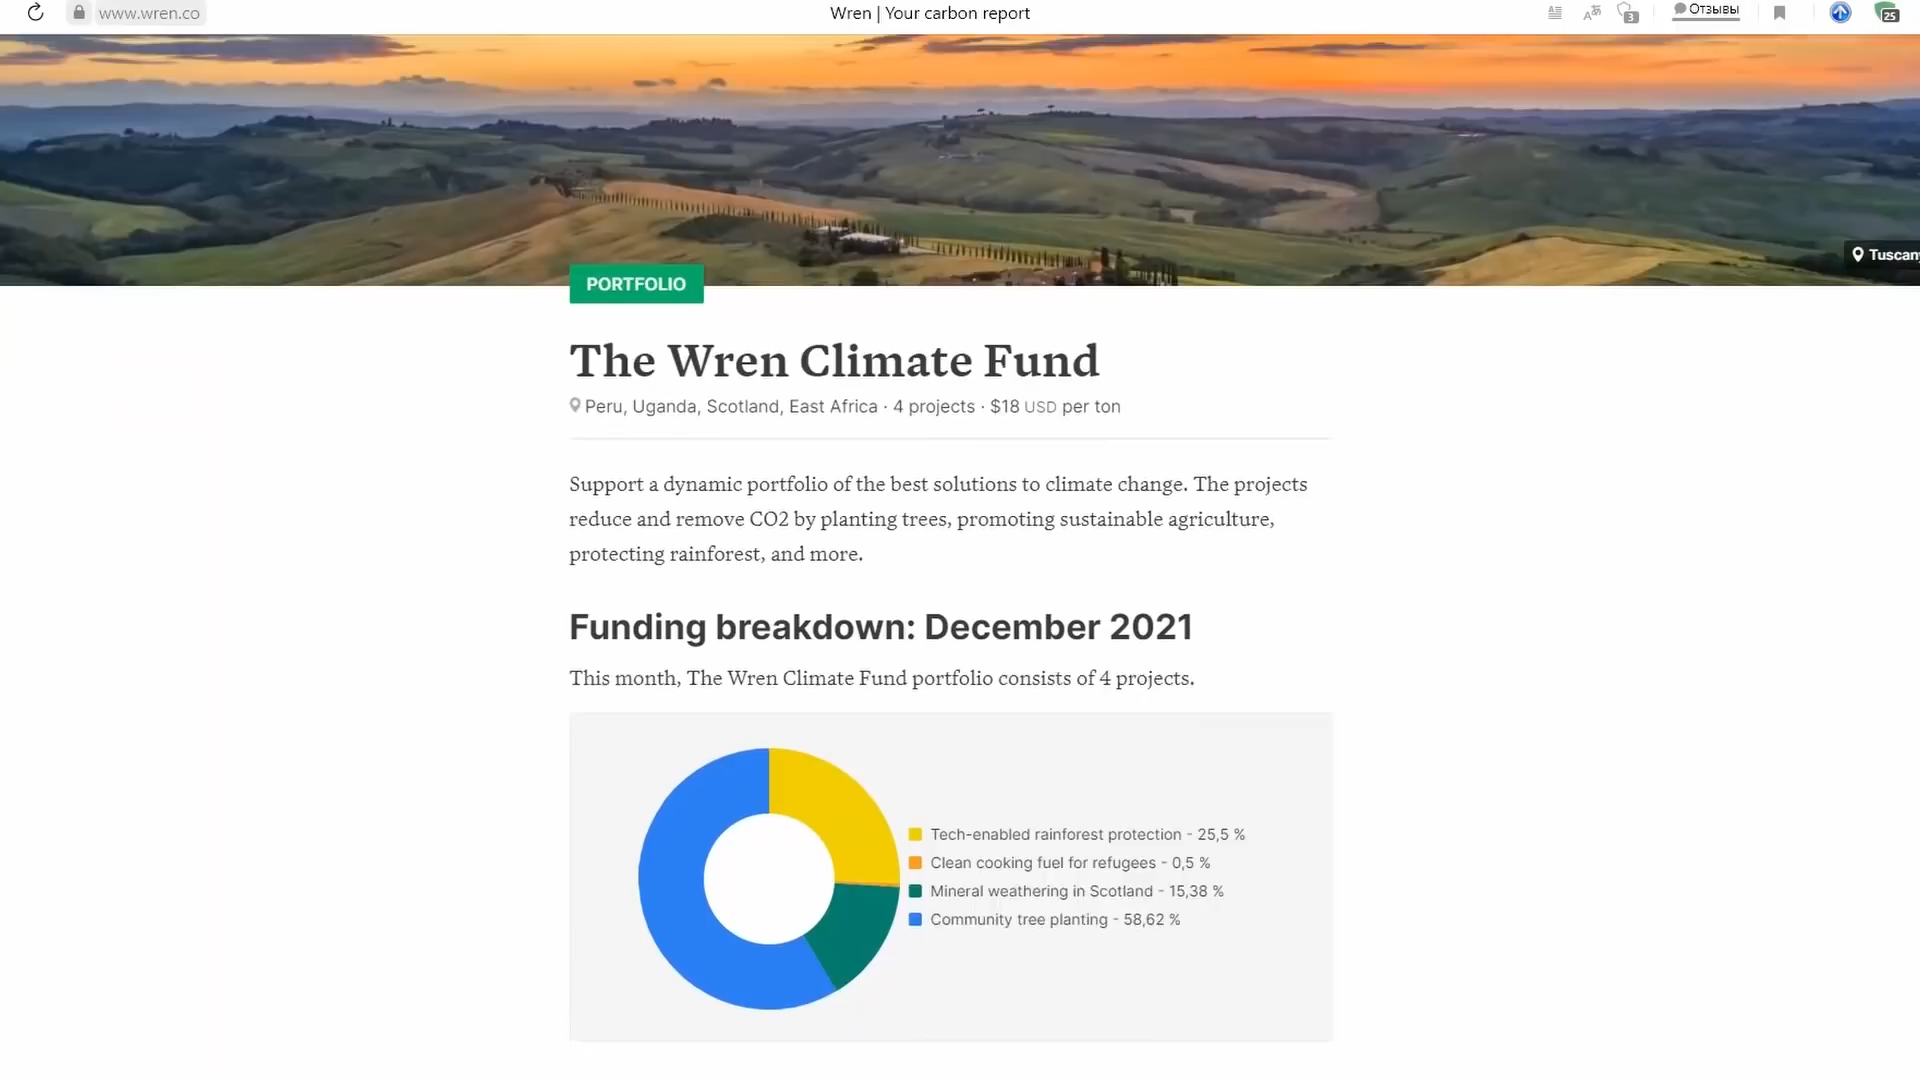 www.wren.co
Wren | Your carbon report
3
Отзывы
25
Tuscany
PORTFOLIO
The Wren Climate Fund
Peru, Uganda, Scotland, East Africa · 4 projects · $18 USD per ton
Support a dynamic portfolio of the best solutions to climate change. The projects
reduce and remove CO2 by planting trees, promoting sustainable agriculture,
protecting rainforest, and more.
Funding breakdown: December 2021
This month, The Wren Climate Fund portfolio consists of 4 projects.
Tech-enabled rainforest protection - 25,5 %
Clean cooking fuel for refugees - 0,5 %
Mineral weathering in Scotland - 15,38 %
Community tree planting - 58,62 %